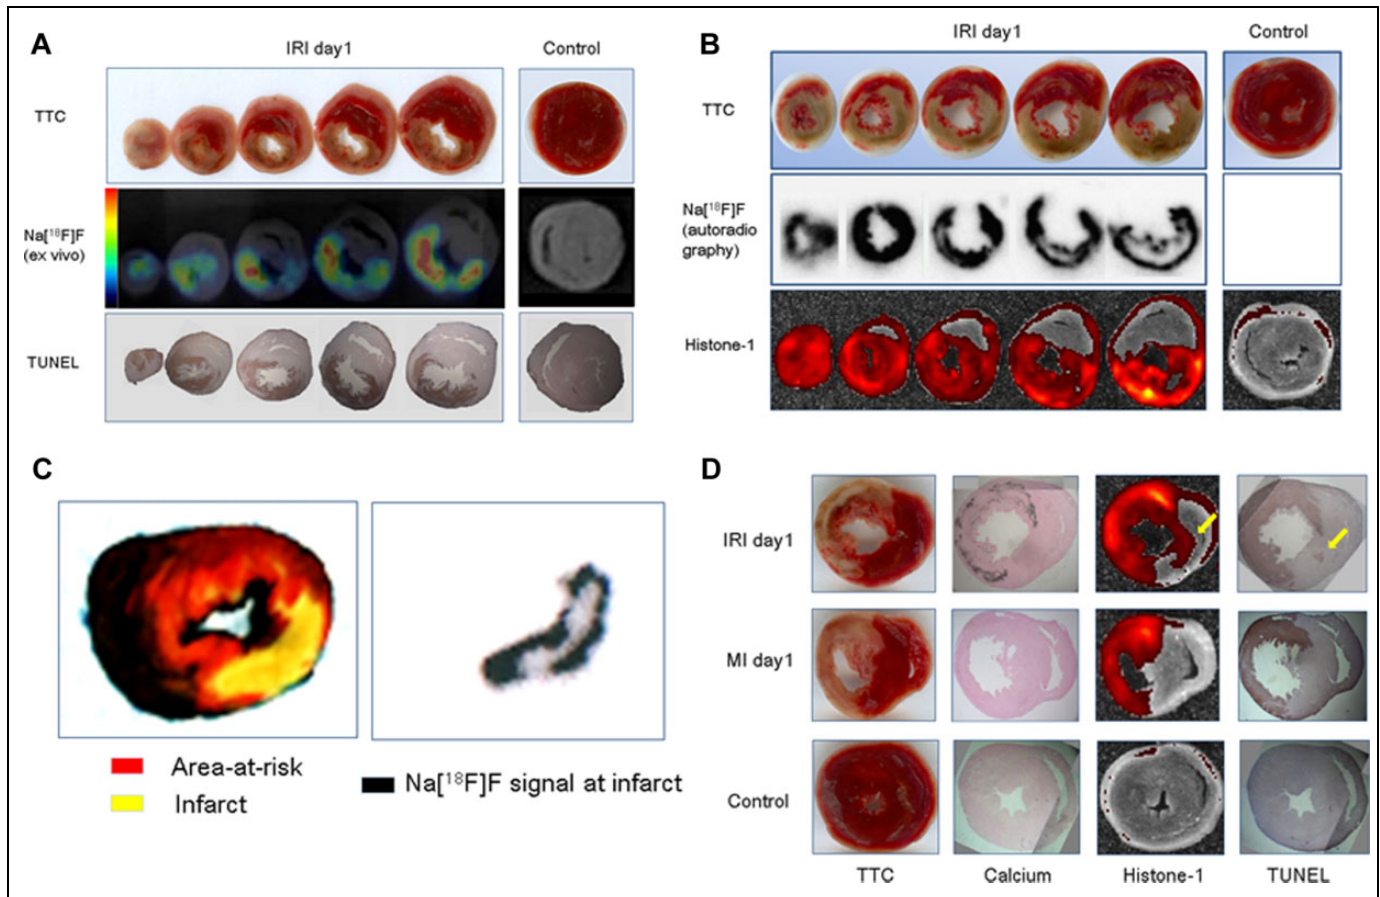 A
IRI day1
Control
TTC
Na[¹⁸F]F
(ex vivo)
TUNEL
B
IRI day1
Control
TTC
Na[¹⁸F]F
(autoradio
graphy)
Histone-1
C
Area-at-risk
Infarct
Na[¹⁸F]F signal at infarct
D
IRI day1
MI day1
Control
TTC
Calcium
Histone-1
TUNEL